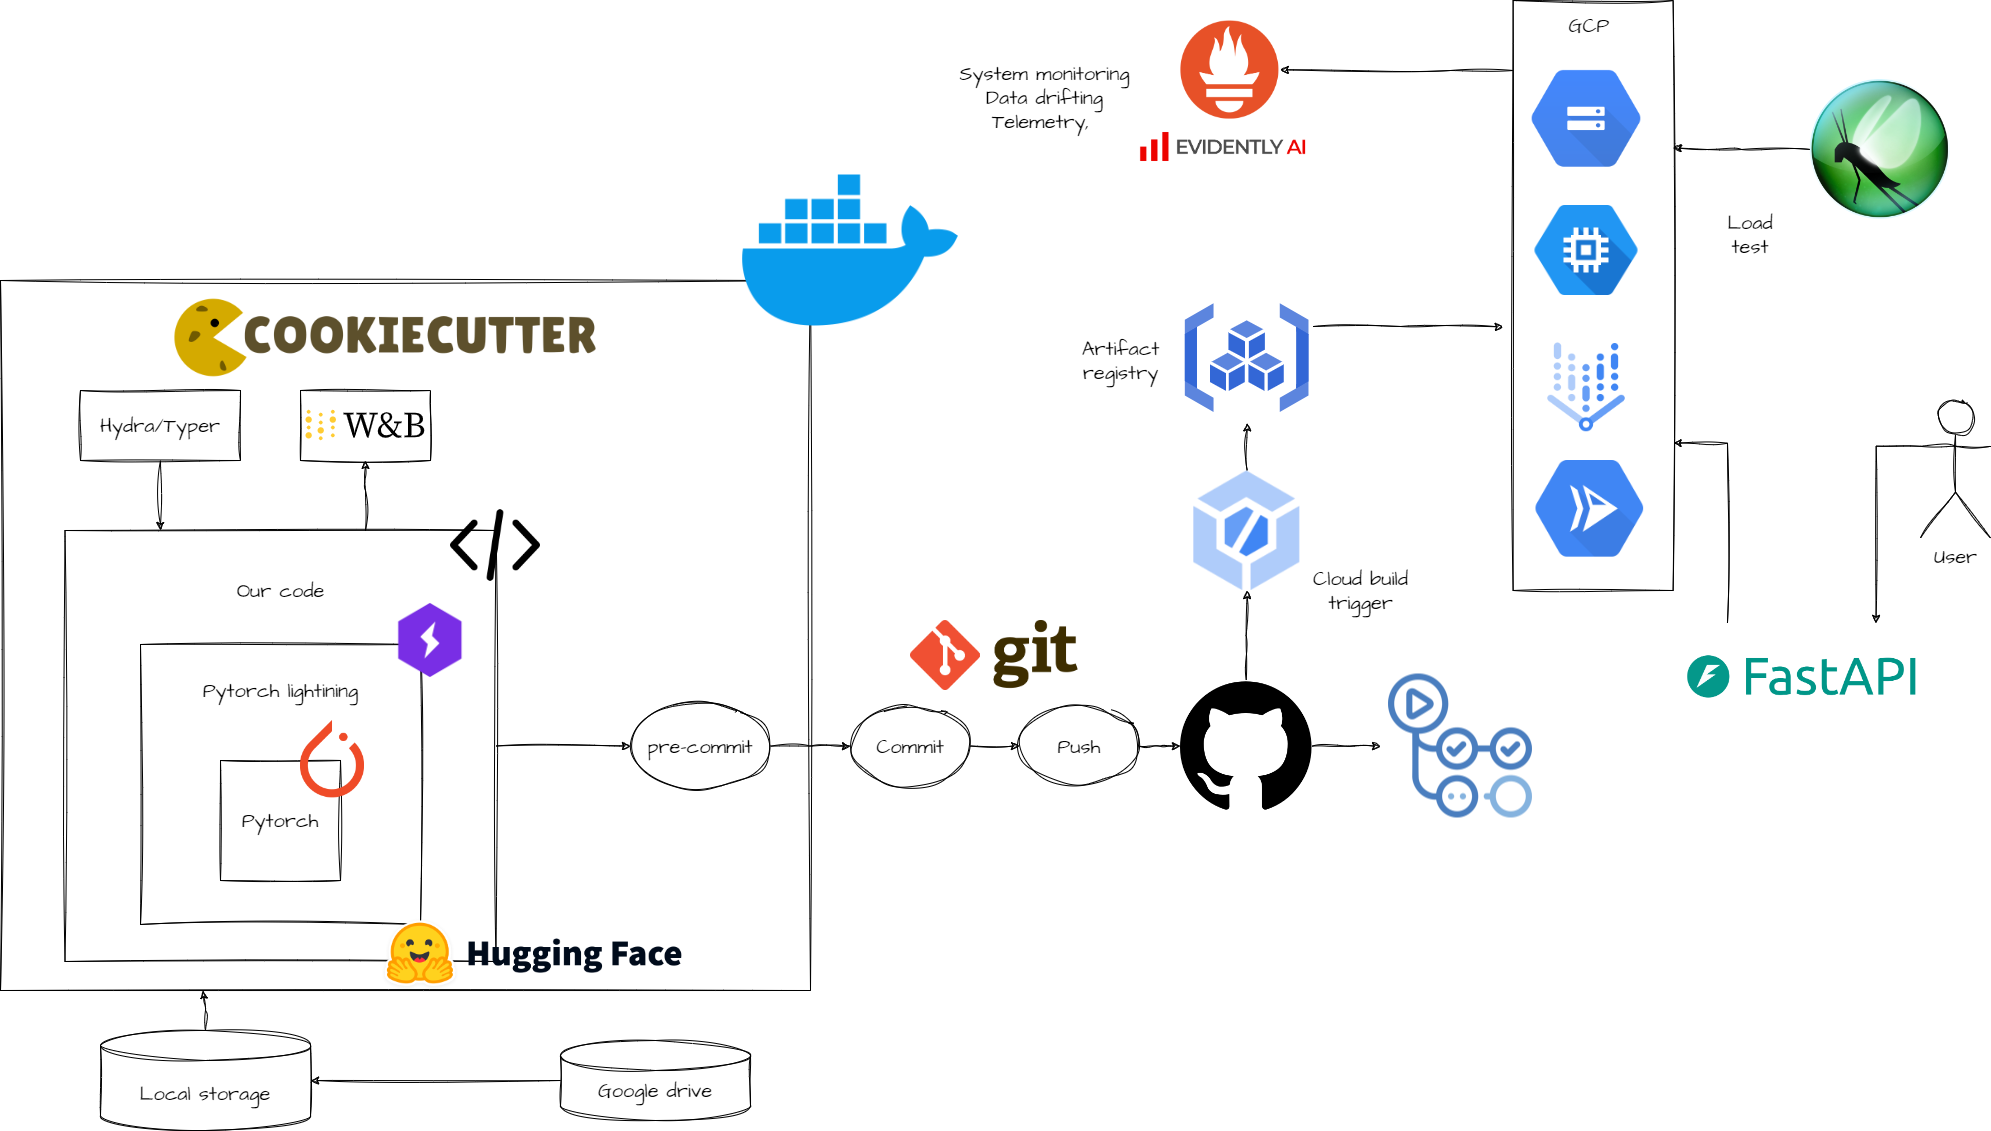 GCP
System monitoring
Data drifting
Telemetry,
EVIDENTLY AI
Load
test
COOKIECUTTER
Hydra/Typer
W&B
Artifact
registry
Our code
User
Cloud build
trigger
git
Pytorch lightining
FastAPI
pre-commit
Commit
Push
Pytorch
Hugging Face
Local storage
Google drive